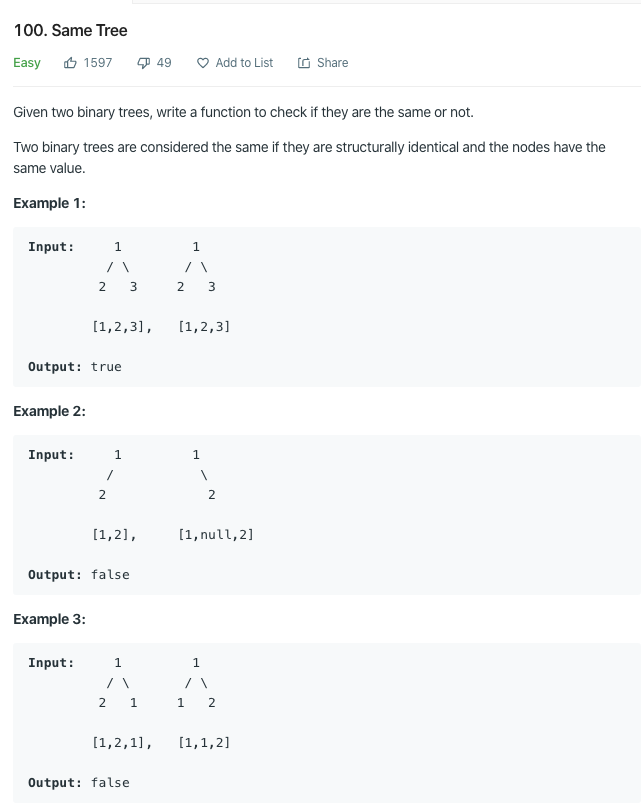 100. Same Tree
Easy 1597 49 Add to List Share
Given two binary trees, write a function to check if they are the same or not.
Two binary trees are considered the same if they are structurally identical and the nodes have the
same value.
Example 1:
Input:     1         1
          / \       / \
         2   3     2   3
        [1,2,3],   [1,2,3]
Output: true
Example 2:
Input:     1         1
          /           \
         2             2
        [1,2],     [1,null,2]
Output: false
Example 3:
Input:     1         1
          / \       / \
         2   1     1   2
        [1,2,1],   [1,1,2]
Output: false